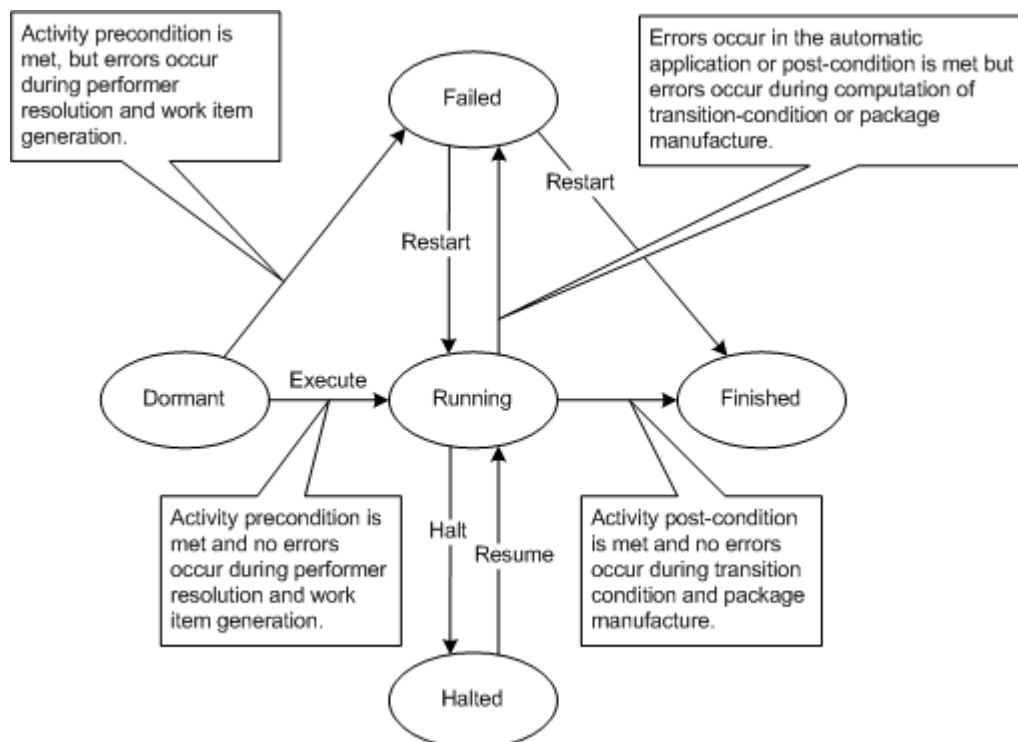 Activity precondition is
met, but errors occur
during performer
resolution and work item
generation.
Errors occur in the automatic
application or post-condition is met but
errors occur during computation of
transition-condition or package
manufacture.
Failed
Restart
Restart
Dormant
Execute
Running
Finished
Activity precondition is
met and no errors
occur during performer
resolution and work
item generation.
Halt
Resume
Activity post-condition
is met and no errors
occur during transition
condition and package
manufacture.
Halted